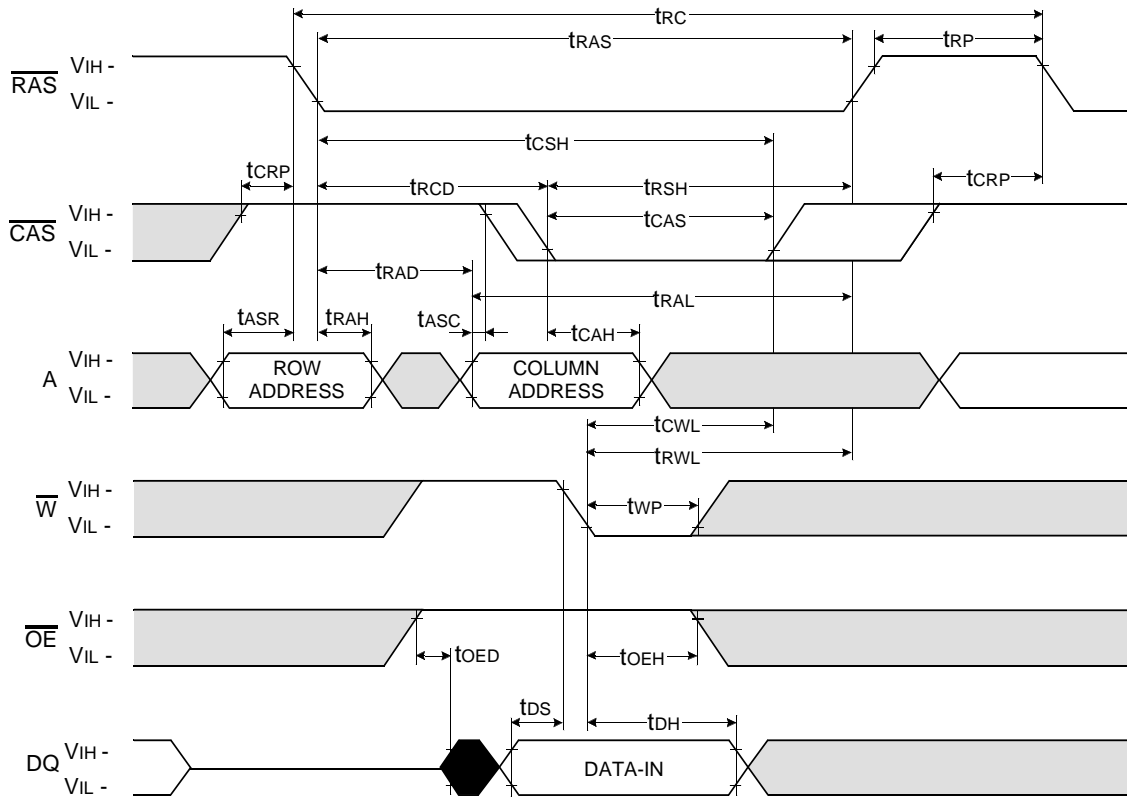 tRC
tRAS
tRP
RAS
VIH -
VIL -
tCSH
tCRP
tRCD
tRSH
tCRP
CAS
VIH -
VIL -
tCAS
tRAD
tRAL
tASR
tRAH
tASC
tCAH
A
VIH -
VIL -
ROW
ADDRESS
COLUMN
ADDRESS
tCWL
tRWL
W
VIH -
VIL -
tWP
OE
VIH -
VIL -
tOED
tOEH
tDS
tDH
DQ
VIH -
VIL -
DATA-IN